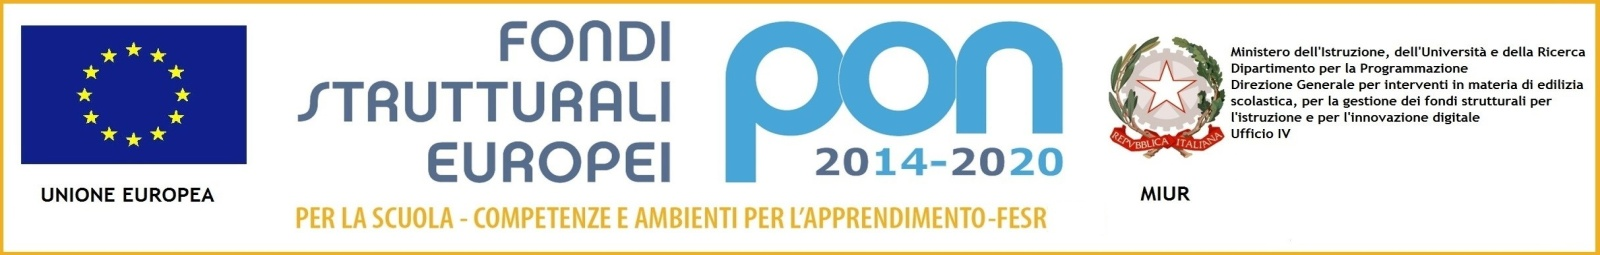 UNIONE EUROPEA
FONDI
STRUTTURALI
EUROPEI
pon
2014-2020
PER LA SCUOLA - COMPETENZE E AMBIENTI PER L'APPRENDIMENTO-FESR
REPVBBLICA ITALIANA
MIUR
Ministero dell'Istruzione, dell'Università e della Ricerca
Dipartimento per la Programmazione
Direzione Generale per interventi in materia di edilizia
scolastica, per la gestione dei fondi strutturali per
l'istruzione e per l'innovazione digitale
Ufficio IV